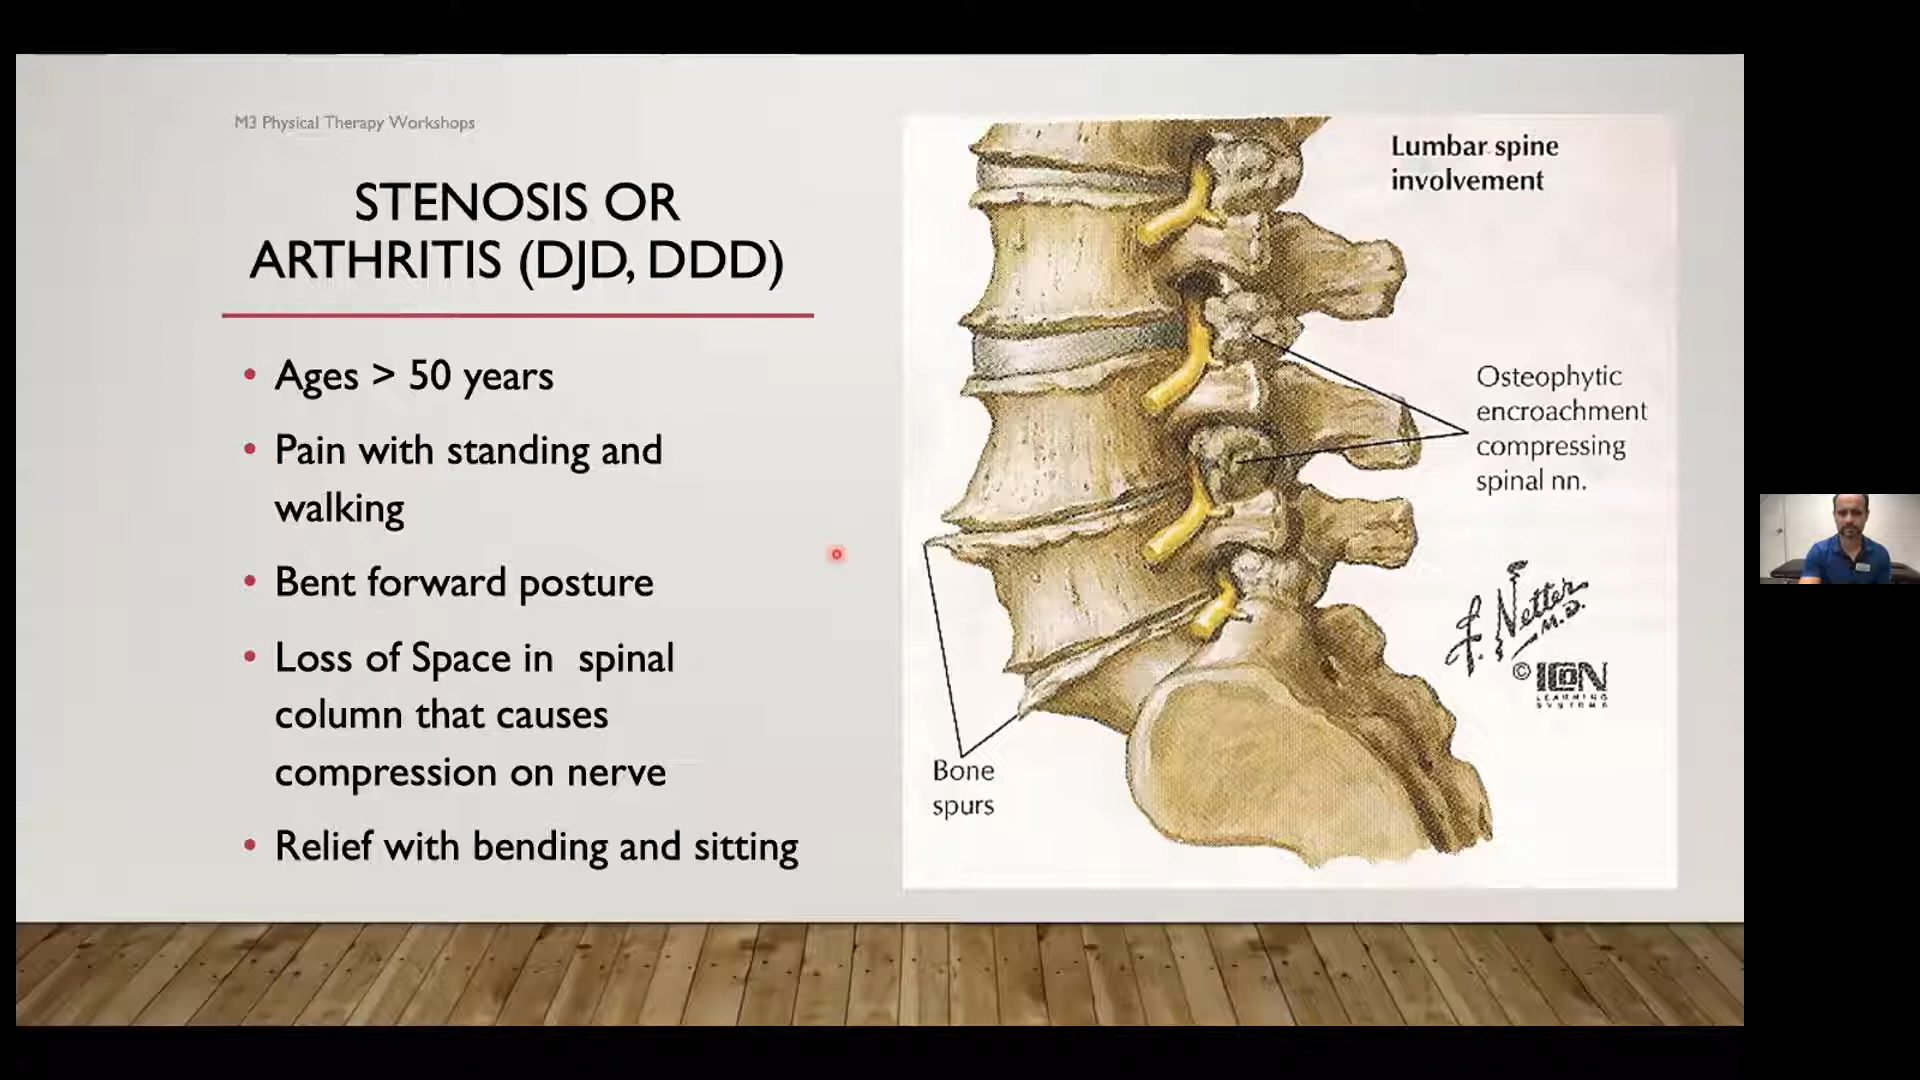 M3 Physical Therapy Workshops
STENOSIS OR
ARTHRITIS (DJD, DDD)
• Ages > 50 years
• Pain with standing and
walking
• Bent forward posture
• Loss of Space in  spinal
column that causes
compression on nerve
• Relief with bending and sitting
Lumbar spine
involvement
Osteophytic
encroachment
compressing
spinal nn.
Bone
spurs
F. Netter
M.D.
© ICON
LEARNING
SYSTEMS